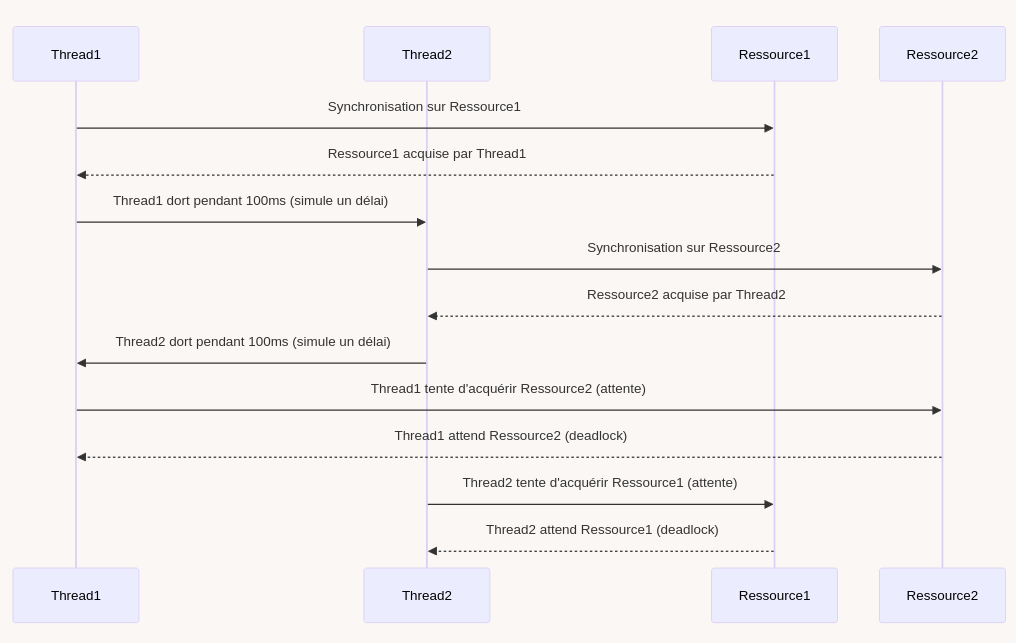 Thread1
Thread2
Ressource1
Ressource2
Synchronisation sur Ressource1
Ressource1 acquise par Thread1
Thread1 dort pendant 100ms (simule un délai)
Synchronisation sur Ressource2
Ressource2 acquise par Thread2
Thread2 dort pendant 100ms (simule un délai)
Thread1 tente d'acquérir Ressource2 (attente)
Thread1 attend Ressource2 (deadlock)
Thread2 tente d'acquérir Ressource1 (attente)
Thread2 attend Ressource1 (deadlock)
Thread1
Thread2
Ressource1
Ressource2